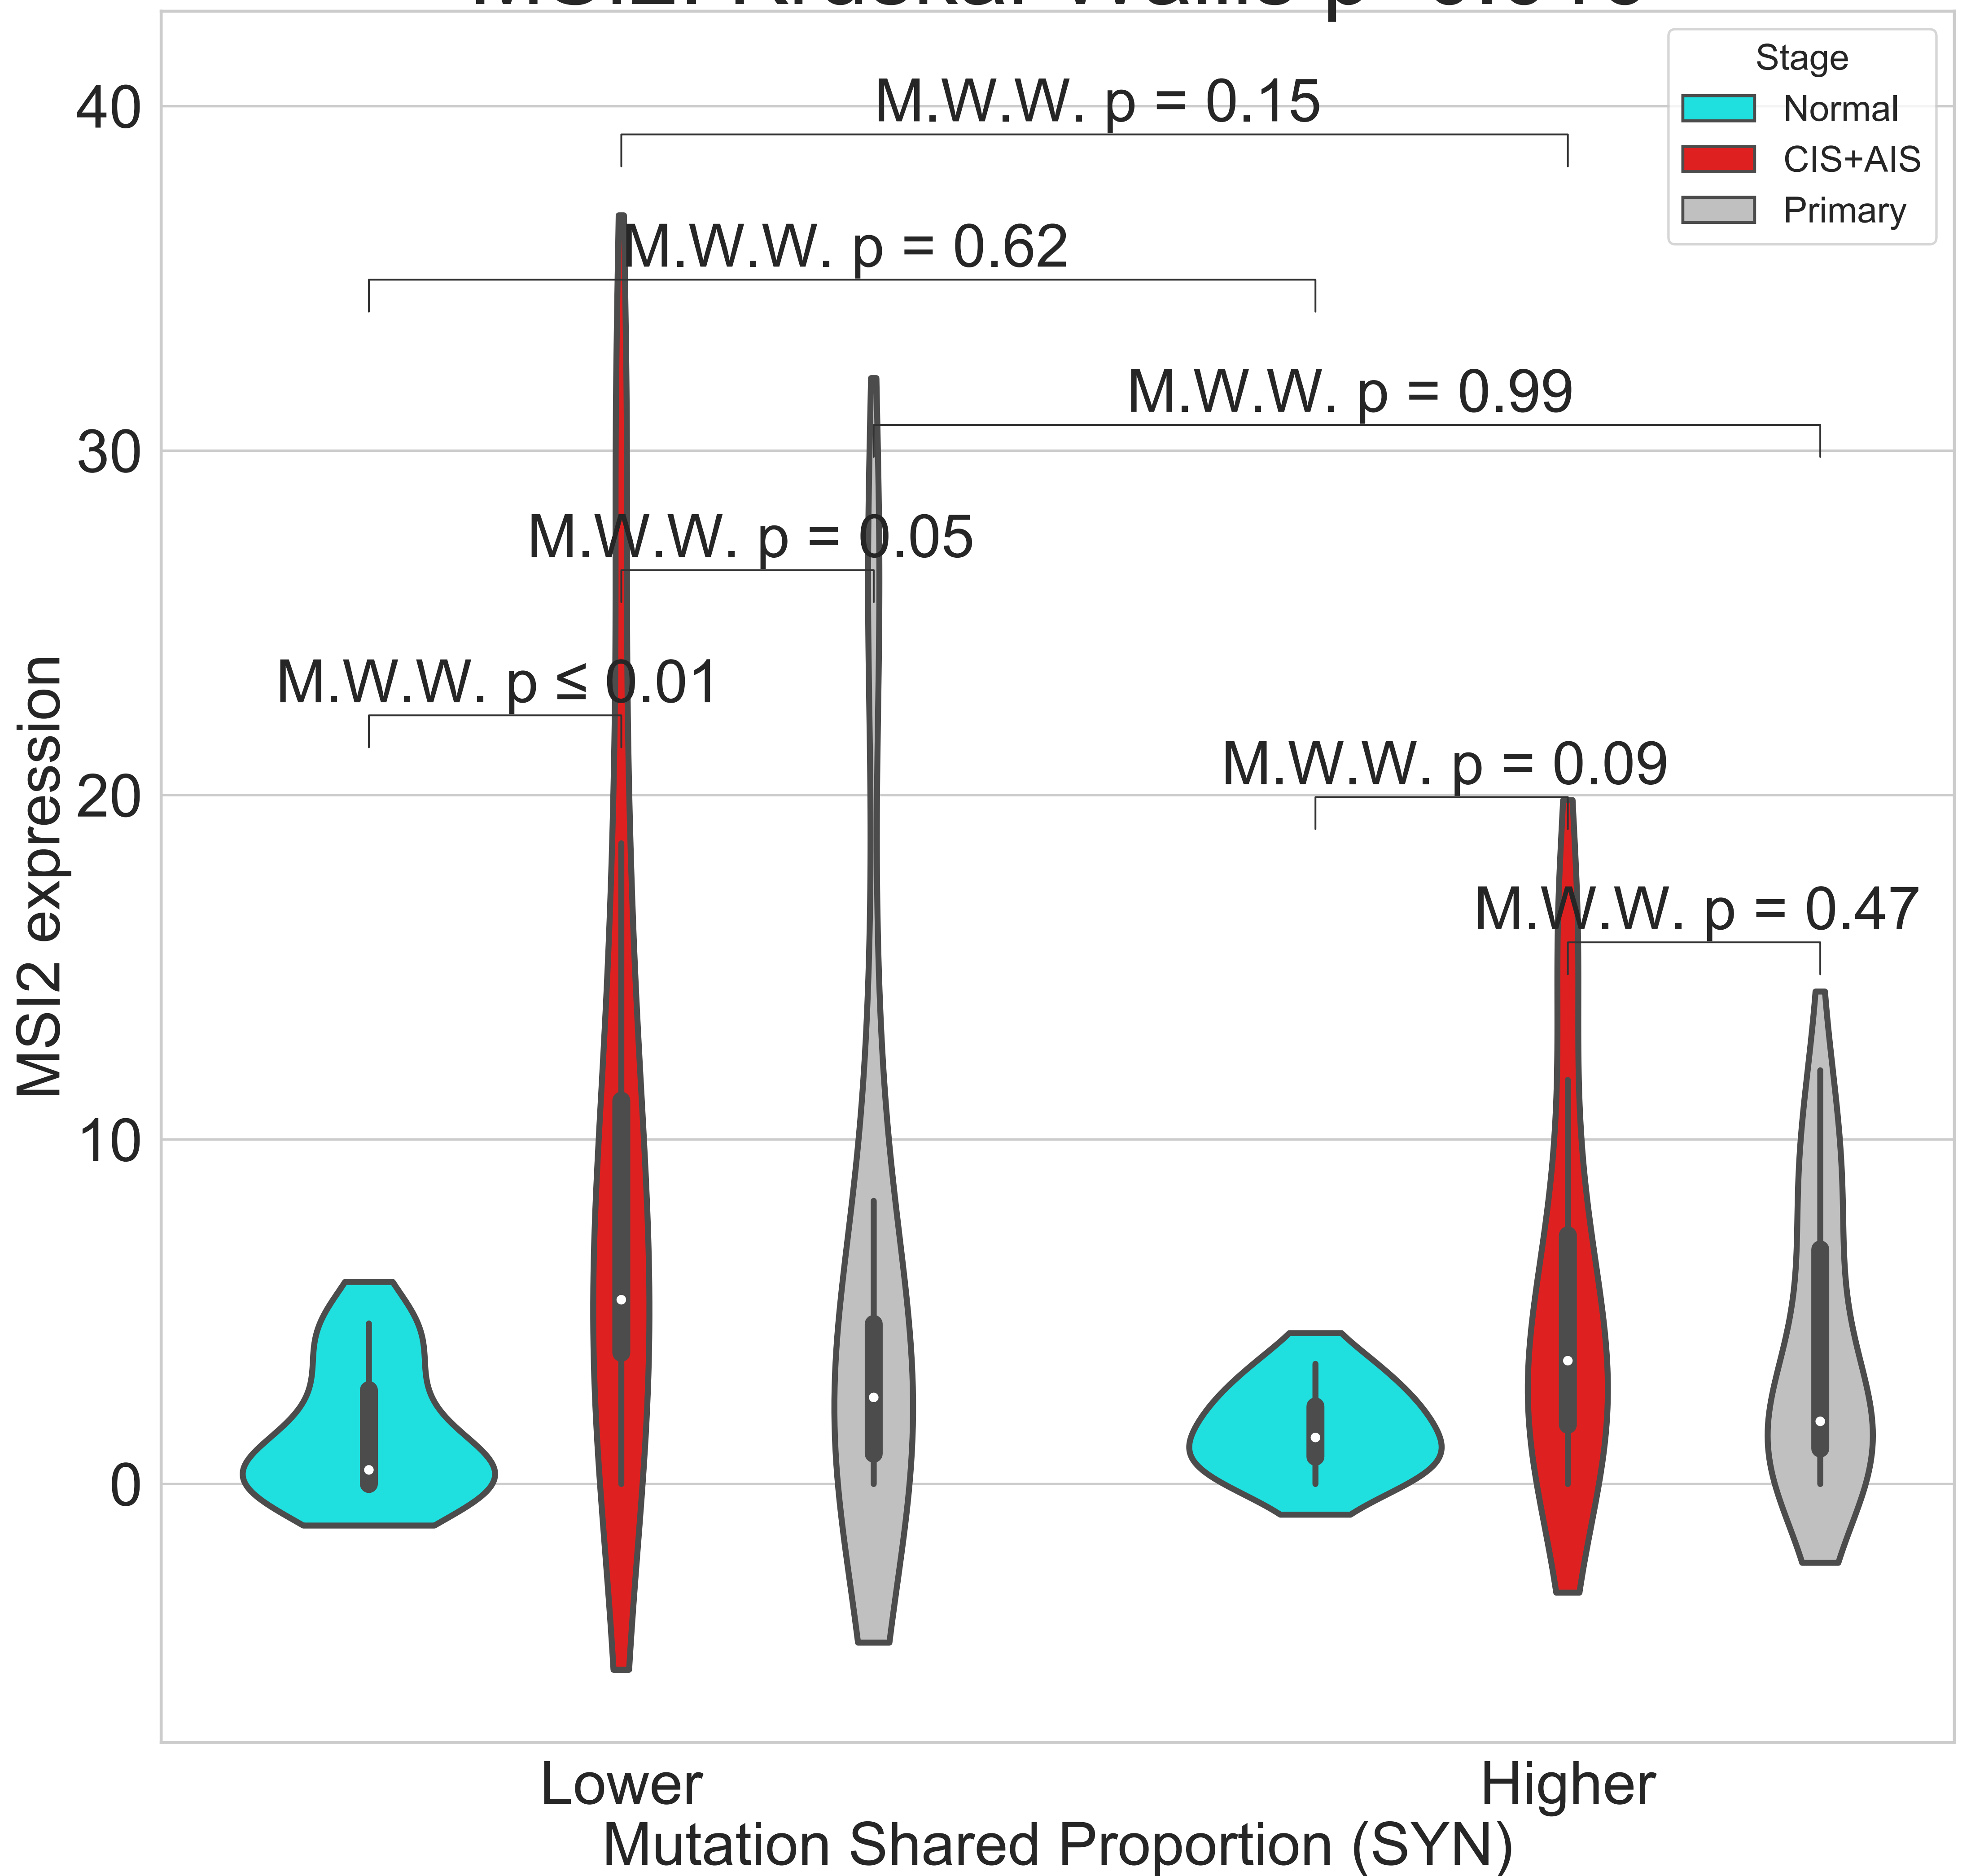 Stage
Normal
CIS+AIS
Primary
M.W.W. p = 0.15
M.W.W. p = 0.62
M.W.W. p = 0.99
M.W.W. p = 0.05
M.W.W. p ≤ 0.01
M.W.W. p = 0.09
M.W.W. p = 0.47
40
30
20
10
0
MSI2 expression
Lower
Higher
Mutation Shared Proportion (SYN)